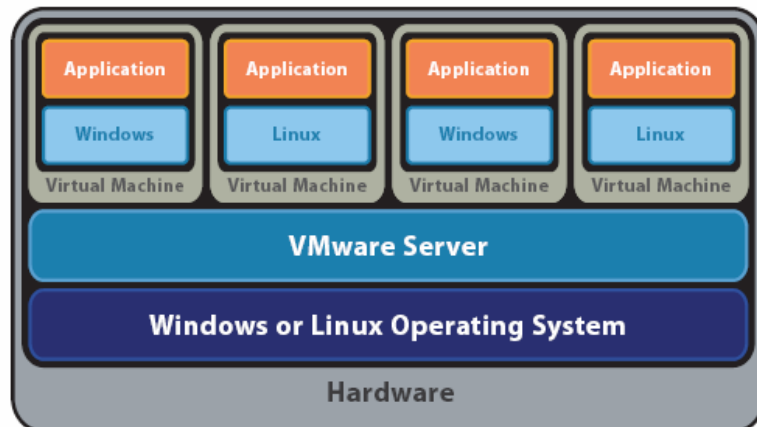 Application Application Application Application
Windows Linux Windows Linux
Virtual Machine Virtual Machine Virtual Machine Virtual Machine
VMware Server
Windows or Linux Operating System
Hardware